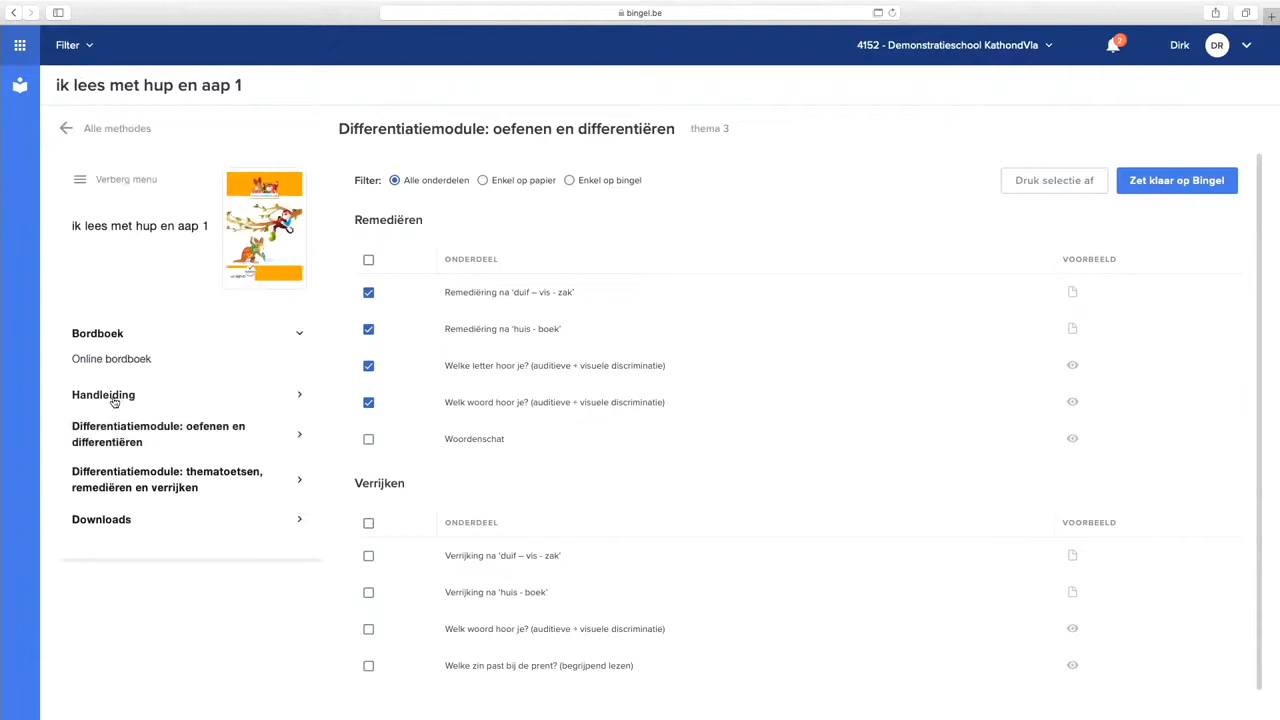 bingel.be
Filter
4152 - Demonstratieschool KathondVla
2
Dirk
DR
ik lees met hup en aap 1
Alle methodes
Differentiatiemodule: oefenen en differentiëren
thema 3
Verberg menu
Filter:
Alle onderdelen
Enkel op papier
Enkel op bingel
Druk selectie af
Zet klaar op Bingel
ik lees met hup en aap 1
Remediëren
ONDERDEEL
VOORBEELD
Remediëring na ‘duif – vis - zak’
Remediëring na ‘huis - boek’
Welke letter hoor je? (auditieve + visuele discriminatie)
Welk woord hoor je? (auditieve + visuele discriminatie)
Woordenschat
Bordboek
Online bordboek
Handleiding
Differentiatiemodule: oefenen en
differentiëren
Differentiatiemodule: thematoetsen,
remediëren en verrijken
Downloads
Verrijken
ONDERDEEL
VOORBEELD
Verrijking na ‘duif – vis - zak’
Verrijking na ‘huis - boek’
Welk woord hoor je? (auditieve + visuele discriminatie)
Welke zin past bij de prent? (begrijpend lezen)